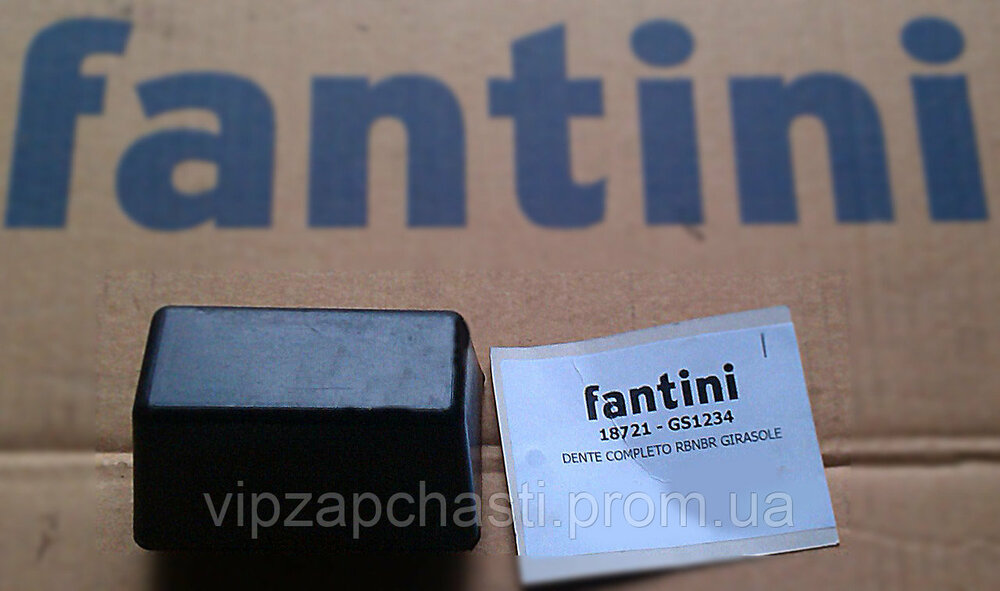 fantini
fantini
18721 - GS1234
DENTE COMPLETO RBNBR GIRASOLE
vipzapchasti.prom.ua